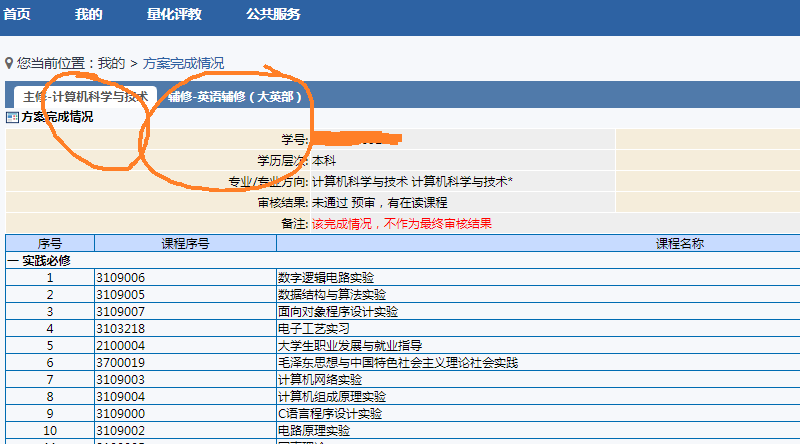 首页 我的 量化评教 公共服务
您当前位置：我的 > 方案完成情况
主修-计算机科学与技术 辅修-英语辅修（大英部）
方案完成情况
学号:
学历层次: 本科
专业/专业方向: 计算机科学与技术 计算机科学与技术*
审核结果: 未通过 预审，有在读课程
备注: 该完成情况，不作为最终审核结果
序号 课程序号 课程名称
一 实践必修
1 3109006 数字逻辑电路实验
2 3109005 数据结构与算法实验
3 3109007 面向对象程序设计实验
4 3103218 电子工艺实习
5 2100004 大学生职业发展与就业指导
6 3700019 毛泽东思想与中国特色社会主义理论社会实践
7 3109003 计算机网络实验
8 3109004 计算机组成原理实验
9 3109000 C语言程序设计实验
10 3109002 电路原理实验